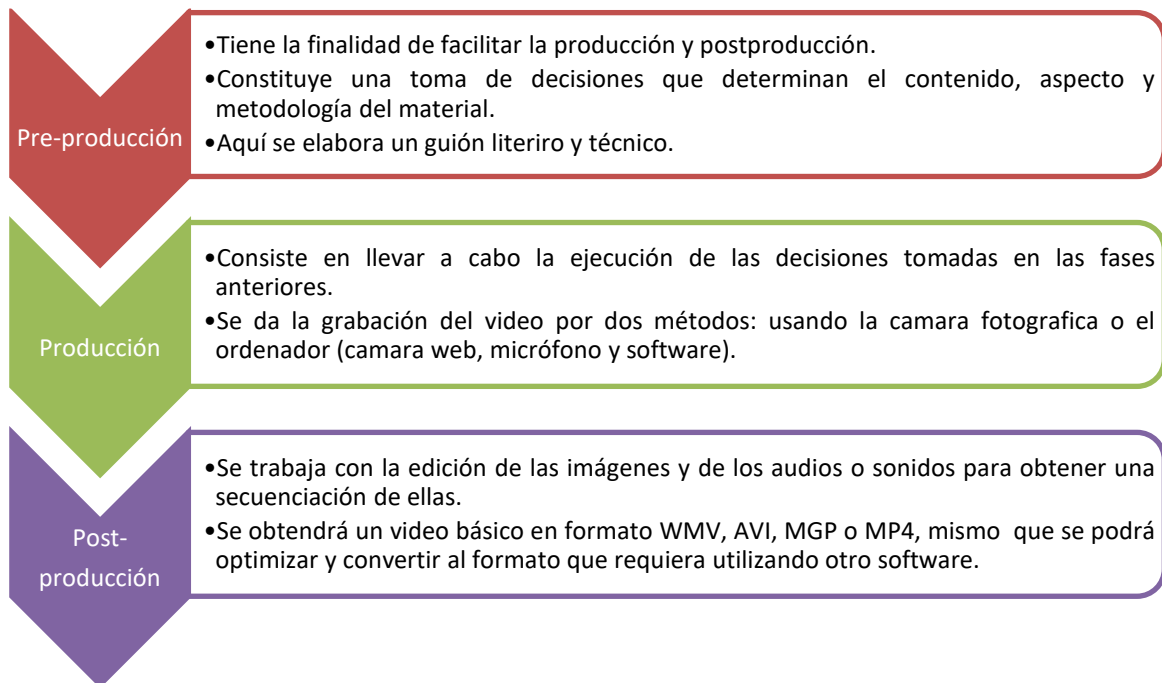 Pre-producción
•Tiene la finalidad de facilitar la producción y postproducción.
•Constituye una toma de decisiones que determinan el contenido, aspecto y
metodología del material.
•Aquí se elabora un guión literiro y técnico.
Producción
•Consiste en llevar a cabo la ejecución de las decisiones tomadas en las fases
anteriores.
•Se da la grabación del video por dos métodos: usando la camara fotografica o el
ordenador (camara web, micrófono y software).
Post-
producción
•Se trabaja con la edición de las imágenes y de los audios o sonidos para obtener una
secuenciación de ellas.
•Se obtendrá un video básico en formato WMV, AVI, MGP o MP4, mismo que se podrá
optimizar y convertir al formato que requiera utilizando otro software.